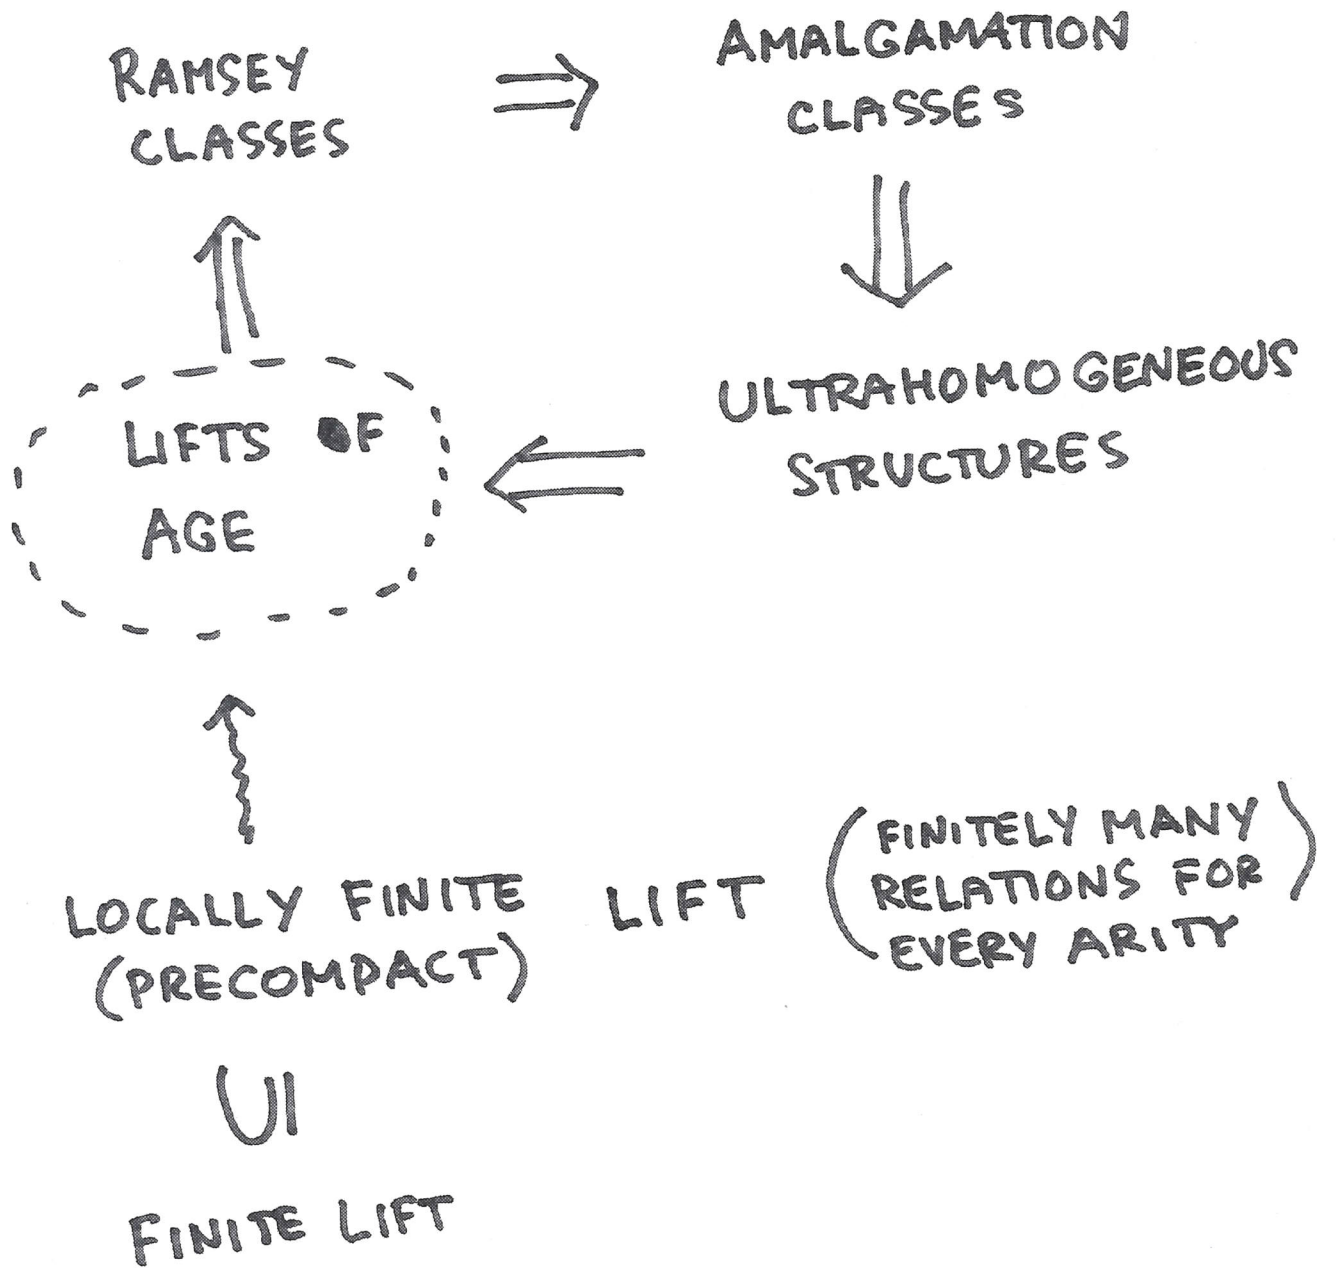 RAMSEY
CLASSES
⇒
AMALGAMATION
CLASSES
⇓
ULTRAHOMOGENEOUS
STRUCTURES
⇐
LIFTS OF
AGE
⇑
LOCALLY FINITE LIFT
(PRECOMPACT)
(FINITELY MANY
RELATIONS FOR
EVERY ARITY)
UI
FINITE LIFT